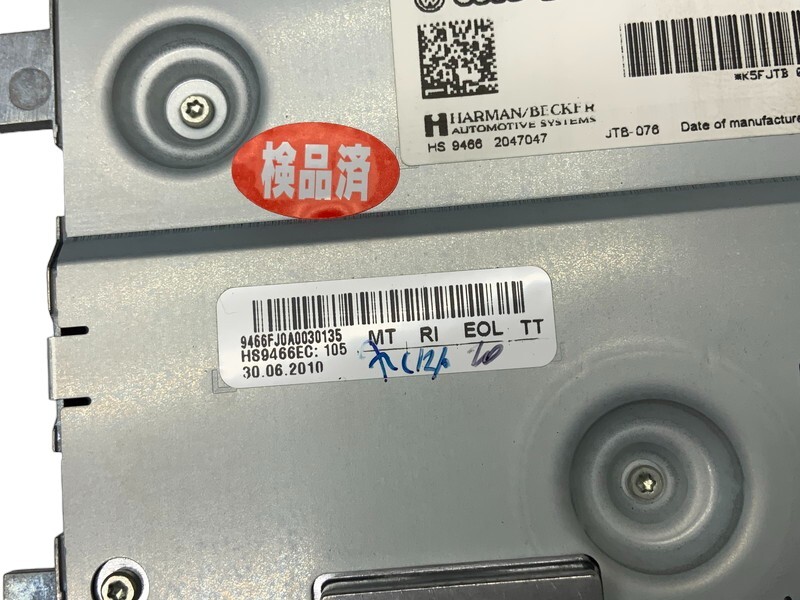 *K5FJTB
HARMAN/BECKER
AUTOMOTIVE SYSTEMS
HS 9466 2047047
JTB-076 Date of manufacture
検品済
9466FJ0A0030135
MT RI EOL TT
HS9466EC: 105
30.06.2010